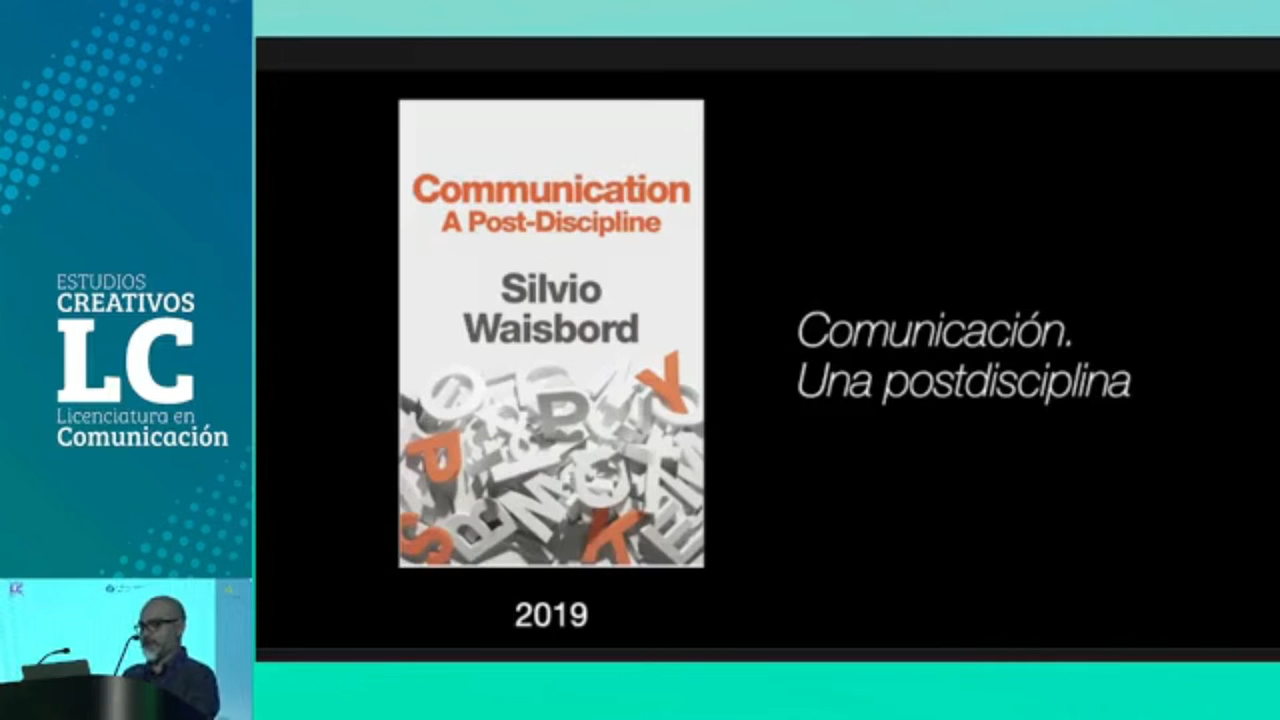 ESTUDIOS
CREATIVOS
LC
Licenciatura en
Comunicación
Communication
A Post-Discipline
Silvio
Waisbord
2019
Comunicación.
Una postdisciplina